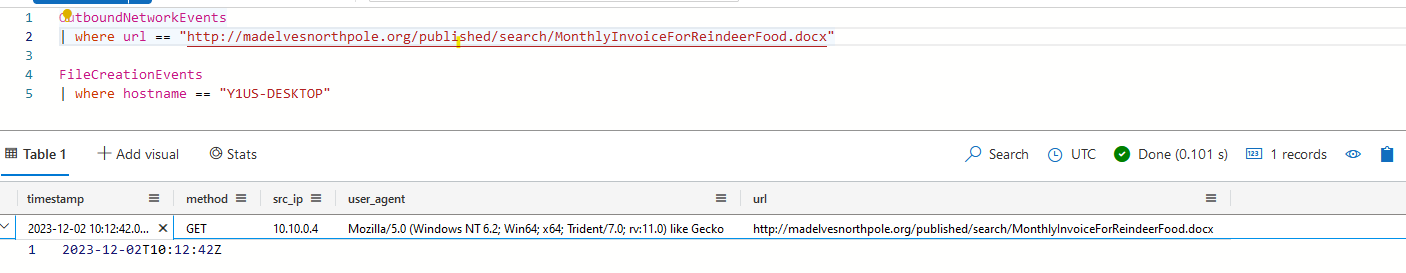 1 OutboundNetworkEvents
2 | where url == "http://madelvesnorthpole.org/published/search/MonthlyInvoiceForReindeerFood.docx"
3
4 FileCreationEvents
5 | where hostname == "Y1US-DESKTOP"
Table 1 Add visual Stats Search UTC Done (0.101 s) 1 records
timestamp method src_ip user_agent url
2023-12-02 10:12:42.0... GET 10.10.0.4 Mozilla/5.0 (Windows NT 6.2; Win64; x64; Trident/7.0; rv:11.0) like Gecko http://madelvesnorthpole.org/published/search/MonthlyInvoiceForReindeerFood.docx
1 2023-12-02T10:12:42Z